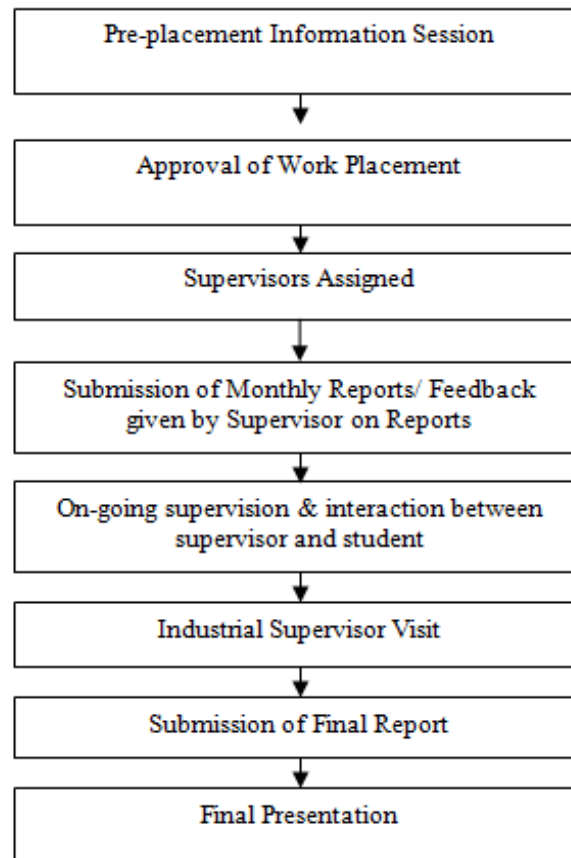 Pre-placement Information Session
Approval of Work Placement
Supervisors Assigned
Submission of Monthly Reports/ Feedback
given by Supervisor on Reports
On-going supervision & interaction between
supervisor and student
Industrial Supervisor Visit
Submission of Final Report
Final Presentation